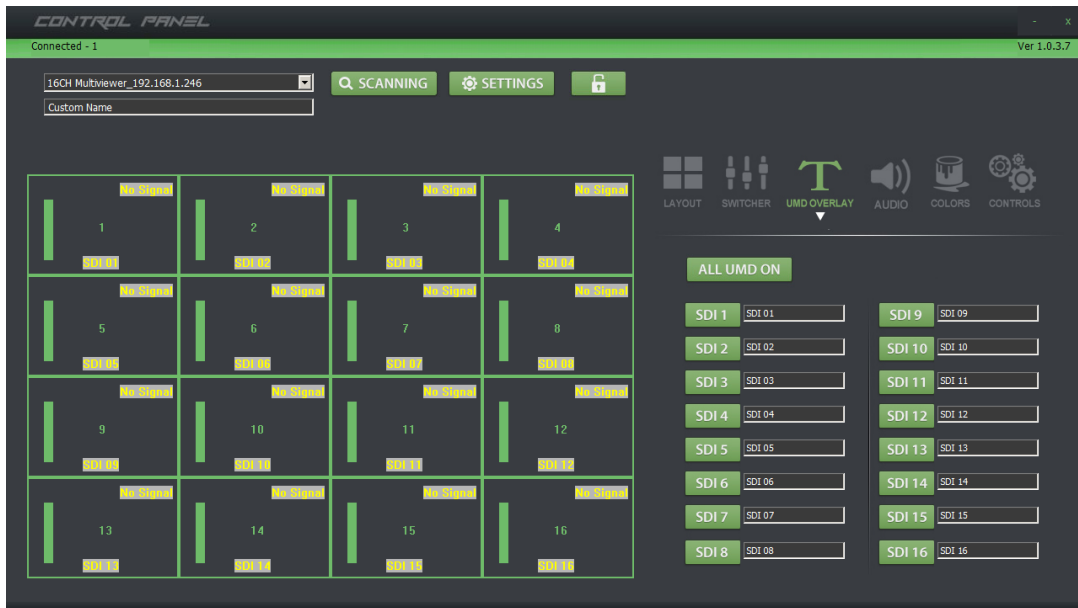 CONTROL PANEL
- x
Connected - 1
Ver 1.0.3.7
16CH Multiviewer_192.168.1.246
SCANNING
SETTINGS
Custom Name
LAYOUT SWITCHER UMD OVERLAY AUDIO COLORS CONTROLS
No Signal No Signal No Signal No Signal
1 2 3 4
SDI 01 SDI 02 SDI 03 SDI 04
No Signal No Signal No Signal No Signal
5 6 7 8
SDI 05 SDI 06 SDI 07 SDI 08
No Signal No Signal No Signal No Signal
9 10 11 12
SDI 09 SDI 10 SDI 11 SDI 12
No Signal No Signal No Signal No Signal
13 14 15 16
SDI 13 SDI 14 SDI 15 SDI 16
ALL UMD ON
SDI 1 SDI 01 SDI 9 SDI 09
SDI 2 SDI 02 SDI 10 SDI 10
SDI 3 SDI 03 SDI 11 SDI 11
SDI 4 SDI 04 SDI 12 SDI 12
SDI 5 SDI 05 SDI 13 SDI 13
SDI 6 SDI 06 SDI 14 SDI 14
SDI 7 SDI 07 SDI 15 SDI 15
SDI 8 SDI 08 SDI 16 SDI 16